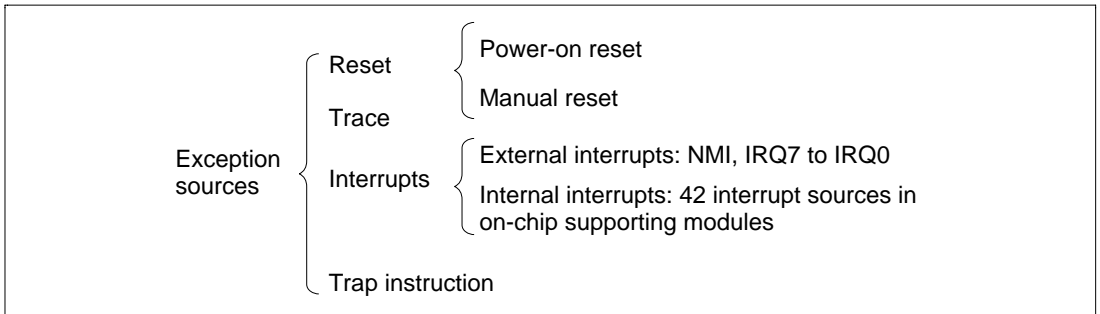 Exception
sources
Reset
Power-on reset
Manual reset
Trace
Interrupts
External interrupts: NMI, IRQ7 to IRQ0
Internal interrupts: 42 interrupt sources in
on-chip supporting modules
Trap instruction